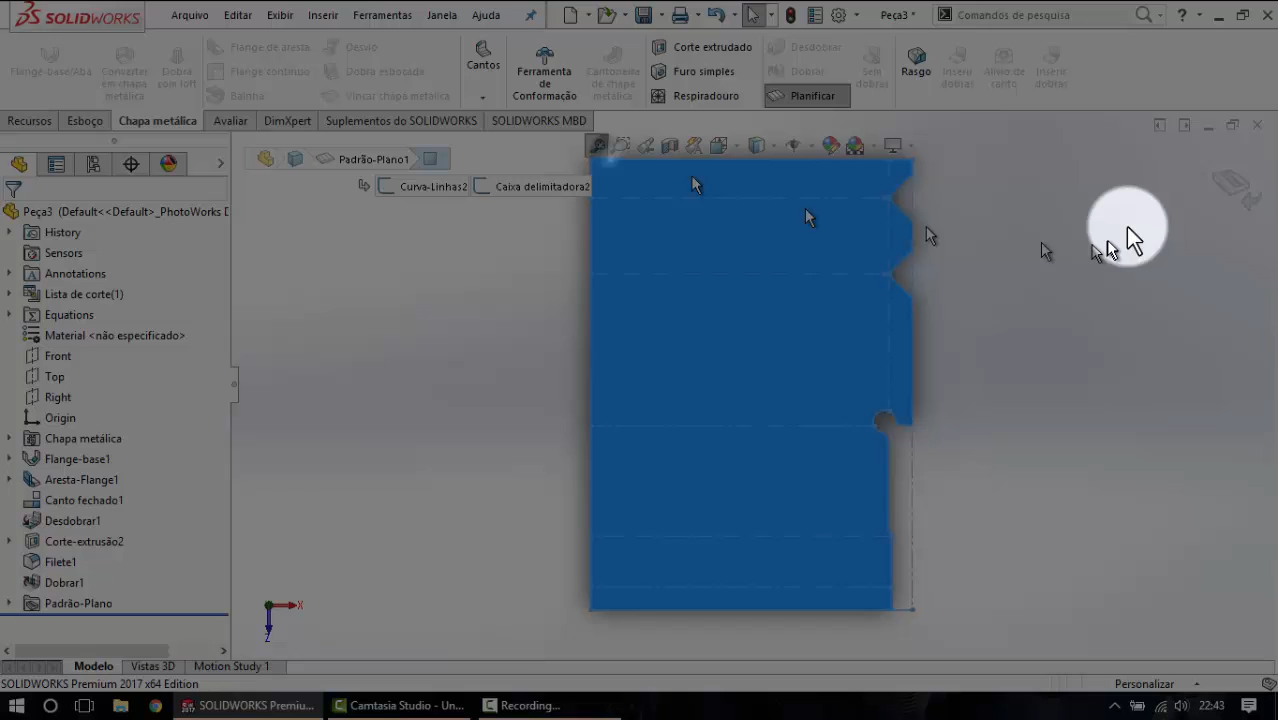 SOLIDWORKS
Arquivo Editar Exibir Inserir Ferramentas Janela Ajuda
Peça3 *
Comandos de pesquisa
Flange-base/Aba
Converter em chapa metálica
Dobra com loft
Flange de aresta
Flange contínuo
Bainha
Dobra esboçada
Vincar chapa metálica
Cantos
Ferramenta de Conformação
Cantoneira de chapa metálica
Corte extrudado
Furo simples
Respiradouro
Desdobrar
Dobrar
Planificar
Sem dobras
Rasgo
Inserir dobras
Alívio de canto
Recursos Esboço Chapa metálica Avaliar DimXpert Suplementos do SOLIDWORKS SOLIDWORKS MBD
Padrão-Plano1
Curva-Linhas2 Caixa delimitadora2
Peça3 (Default<<Default>_PhotoWorks D
History
Sensors
Annotations
Lista de corte(1)
Equations
Material <não especificado>
Front
Top
Right
Origin
Chapa metálica
Flange-base1
Aresta-Flange1
Canto fechado1
Desdobrar1
Corte-extrusão2
Filete1
Dobrar1
Padrão-Plano
X
Z
Modelo Vistas 3D Motion Study 1
SOLIDWORKS Premium 2017 x64 Edition
Personalizar
SOLIDWORKS Premiu...
Camtasia Studio - Un...
Recording...
22:43